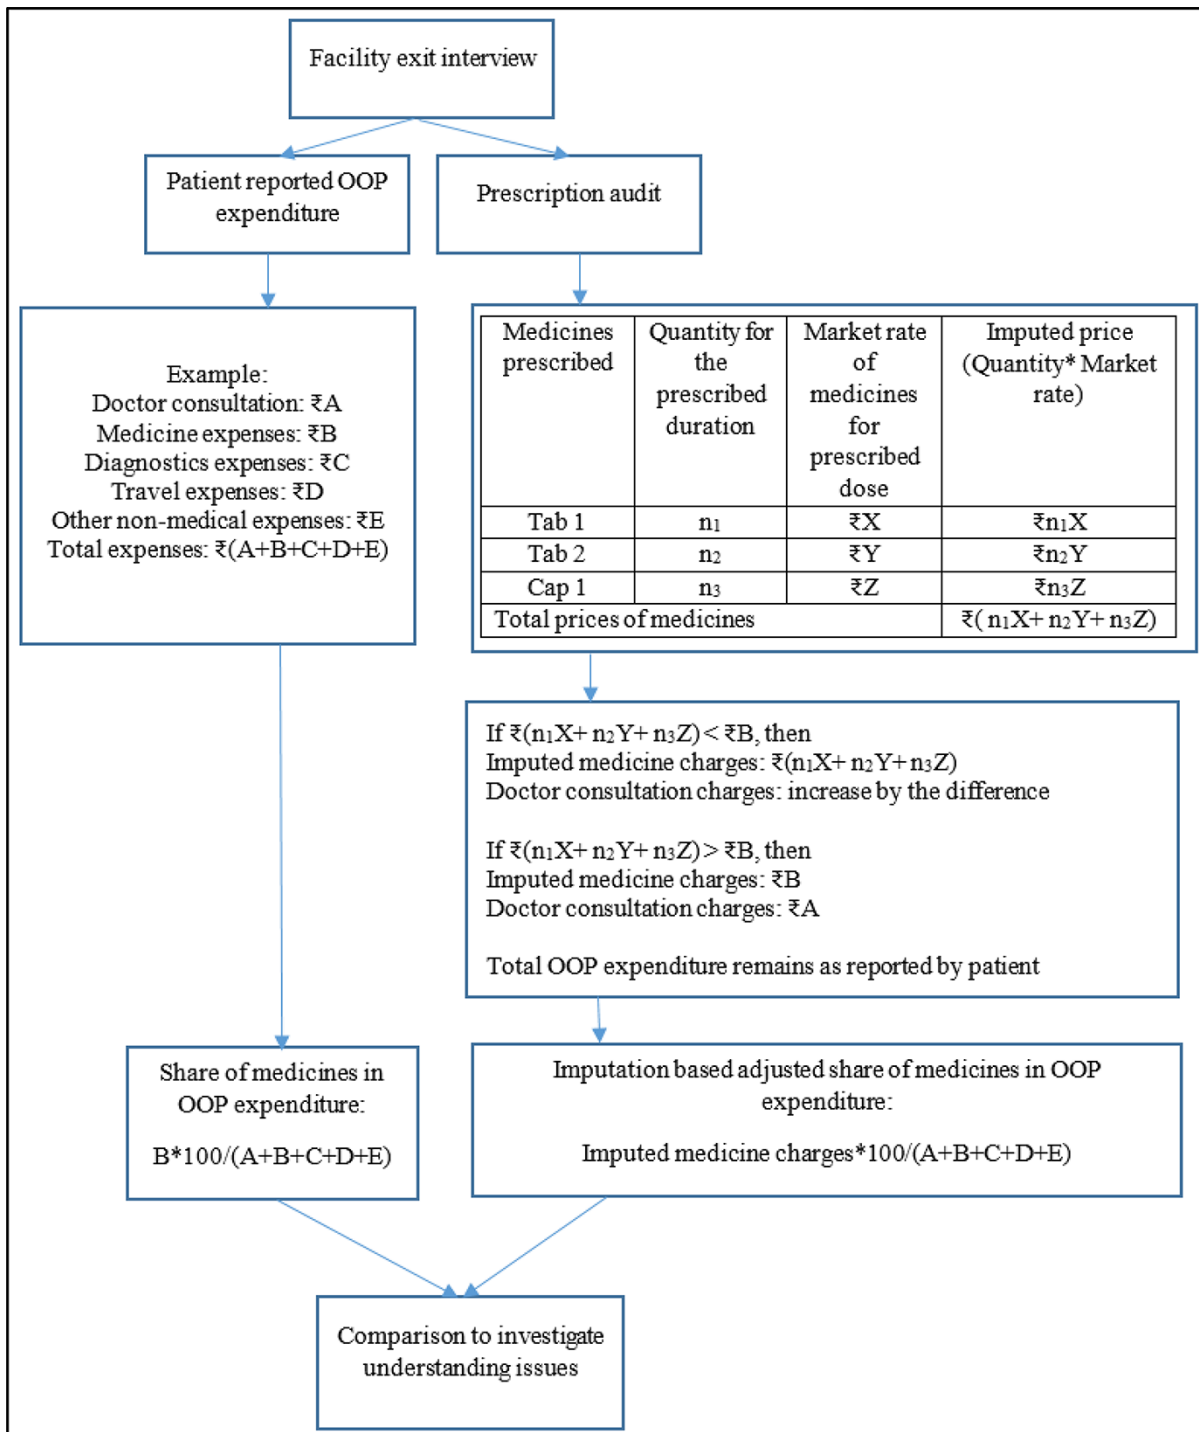 Facility exit interview
Patient reported OOP
expenditure
Prescription audit
Example:
Doctor consultation: ₹A
Medicine expenses: ₹B
Diagnostics expenses: ₹C
Travel expenses: ₹D
Other non-medical expenses: ₹E
Total expenses: ₹(A+B+C+D+E)
Medicines
prescribed
Quantity for
the
prescribed
duration
Market rate
of
medicines
for
prescribed
dose
Imputed price
(Quantity* Market
rate)
Tab 1 n₁ ₹X ₹n₁X
Tab 2 n₂ ₹Y ₹n₂Y
Cap 1 n₃ ₹Z ₹n₃Z
Total prices of medicines ₹( n₁X+ n₂Y+ n₃Z)
If ₹(n₁X+ n₂Y+ n₃Z) < ₹B, then
Imputed medicine charges: ₹(n₁X+ n₂Y+ n₃Z)
Doctor consultation charges: increase by the difference
If ₹(n₁X+ n₂Y+ n₃Z) > ₹B, then
Imputed medicine charges: ₹B
Doctor consultation charges: ₹A
Total OOP expenditure remains as reported by patient
Share of medicines in
OOP expenditure:
B*100/(A+B+C+D+E)
Imputation based adjusted share of medicines in OOP
expenditure:
Imputed medicine charges*100/(A+B+C+D+E)
Comparison to investigate
understanding issues